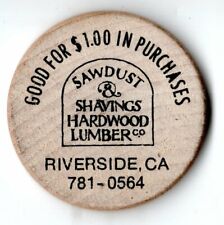 GOOD FOR $1.00 IN PURCHASES
SAWDUST
&
SHAVINGS
HARDWOOD
LUMBER CO
RIVERSIDE, CA
781-0564